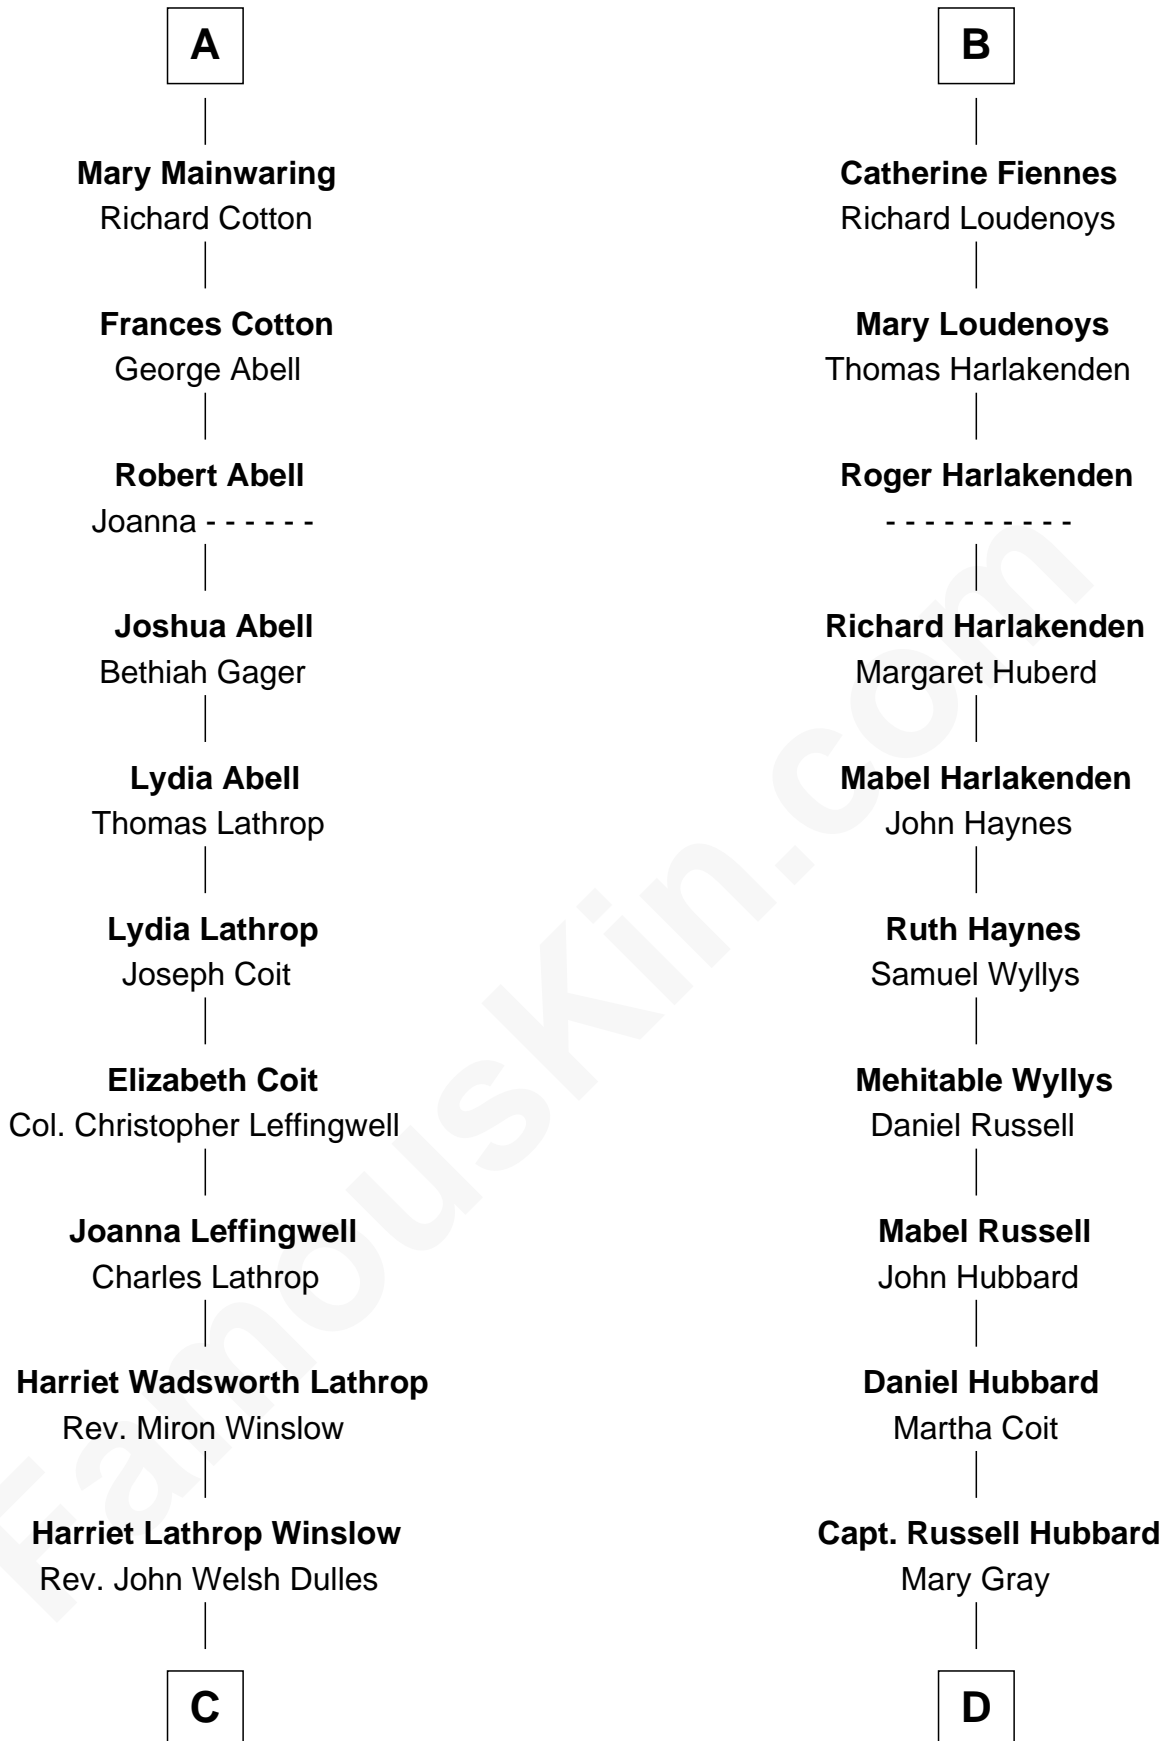 A
Mary Mainwaring
Richard Cotton
Frances Cotton
George Abell
Robert Abell
Joanna - - - - - -
Joshua Abell
Bethiah Gager
Lydia Abell
Thomas Lathrop
Lydia Lathrop
Joseph Coit
Elizabeth Coit
Col. Christopher Leffingwell
Joanna Leffingwell
Charles Lathrop
Harriet Wadsworth Lathrop
Rev. Miron Winslow
Harriet Lathrop Winslow
Rev. John Welsh Dulles
C
B
Catherine Fiennes
Richard Loudenoys
Mary Loudenoys
Thomas Harlakenden
Roger Harlakenden
- - - - - - - - - -
Richard Harlakenden
Margaret Huberd
Mabel Harlakenden
John Haynes
Ruth Haynes
Samuel Wyllys
Mehitable Wyllys
Daniel Russell
Mabel Russell
John Hubbard
Daniel Hubbard
Martha Coit
Capt. Russell Hubbard
Mary Gray
D
FamousKin.com